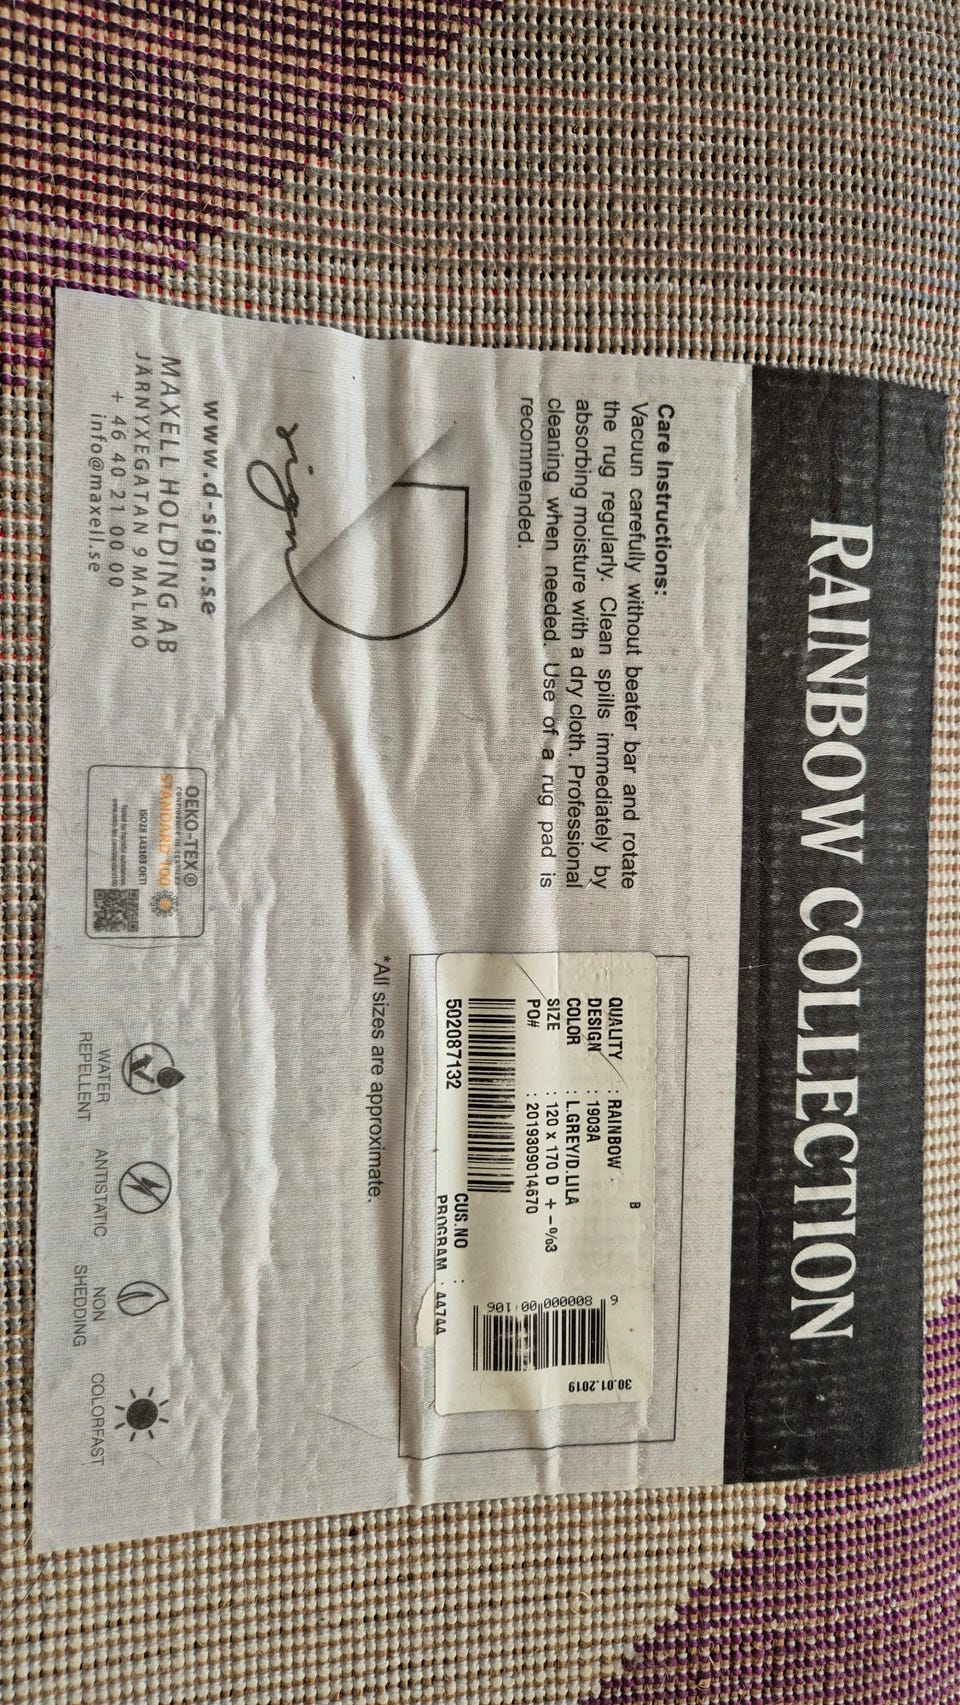 RAINBOW COLLECTION
Care Instructions:
Vacuun carefully without beater bar and rotate
the rug regularly. Clean spills immediately by
absorbing moisture with a dry cloth. Professional
cleaning when needed. Use of a rug pad is
recommended.
B
QUALITY : RAINBOW
DESIGN : 1903A
COLOR : L.GREY/D.LILA
SIZE : 120 x 170 D + -%3
PO# : 2019309014670
502087132
CUS.NO :
PROGRAM : 44744
30.01.2019
*All sizes are approximate.
sign
www.d-sign.se
MAXELL HOLDING AB
JÄRNYXEGATAN 9 MALMÖ
+ 46 40 21 00 00
info@maxell.se
OEKO-TEX®
CONFIDENCE IN TEXTILES
STANDARD 100
WATER
REPELLENT
ANTISTATIC
NON
SHEDDING
COLORFAST